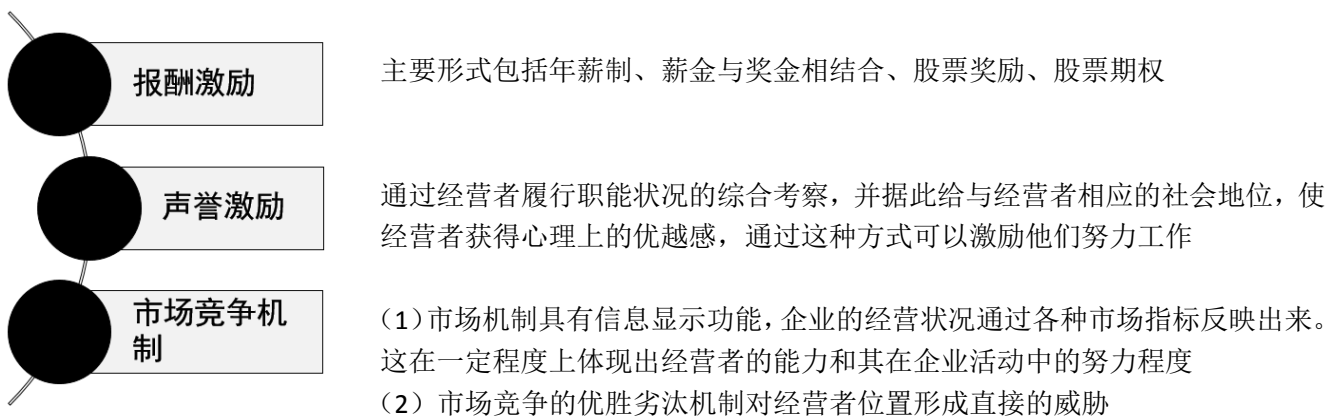 报酬激励
主要形式包括年薪制、薪金与奖金相结合、股票奖励、股票期权
声誉激励
通过经营者履行职能状况的综合考察，并据此给与经营者相应的社会地位，使
经营者获得心理上的优越感，通过这种方式可以激励他们努力工作
市场竞争机
制
（1）市场机制具有信息显示功能，企业的经营状况通过各种市场指标反映出来。
这在一定程度上体现出经营者的能力和其在企业活动中的努力程度
（2）市场竞争的优胜劣汰机制对经营者位置形成直接的威胁